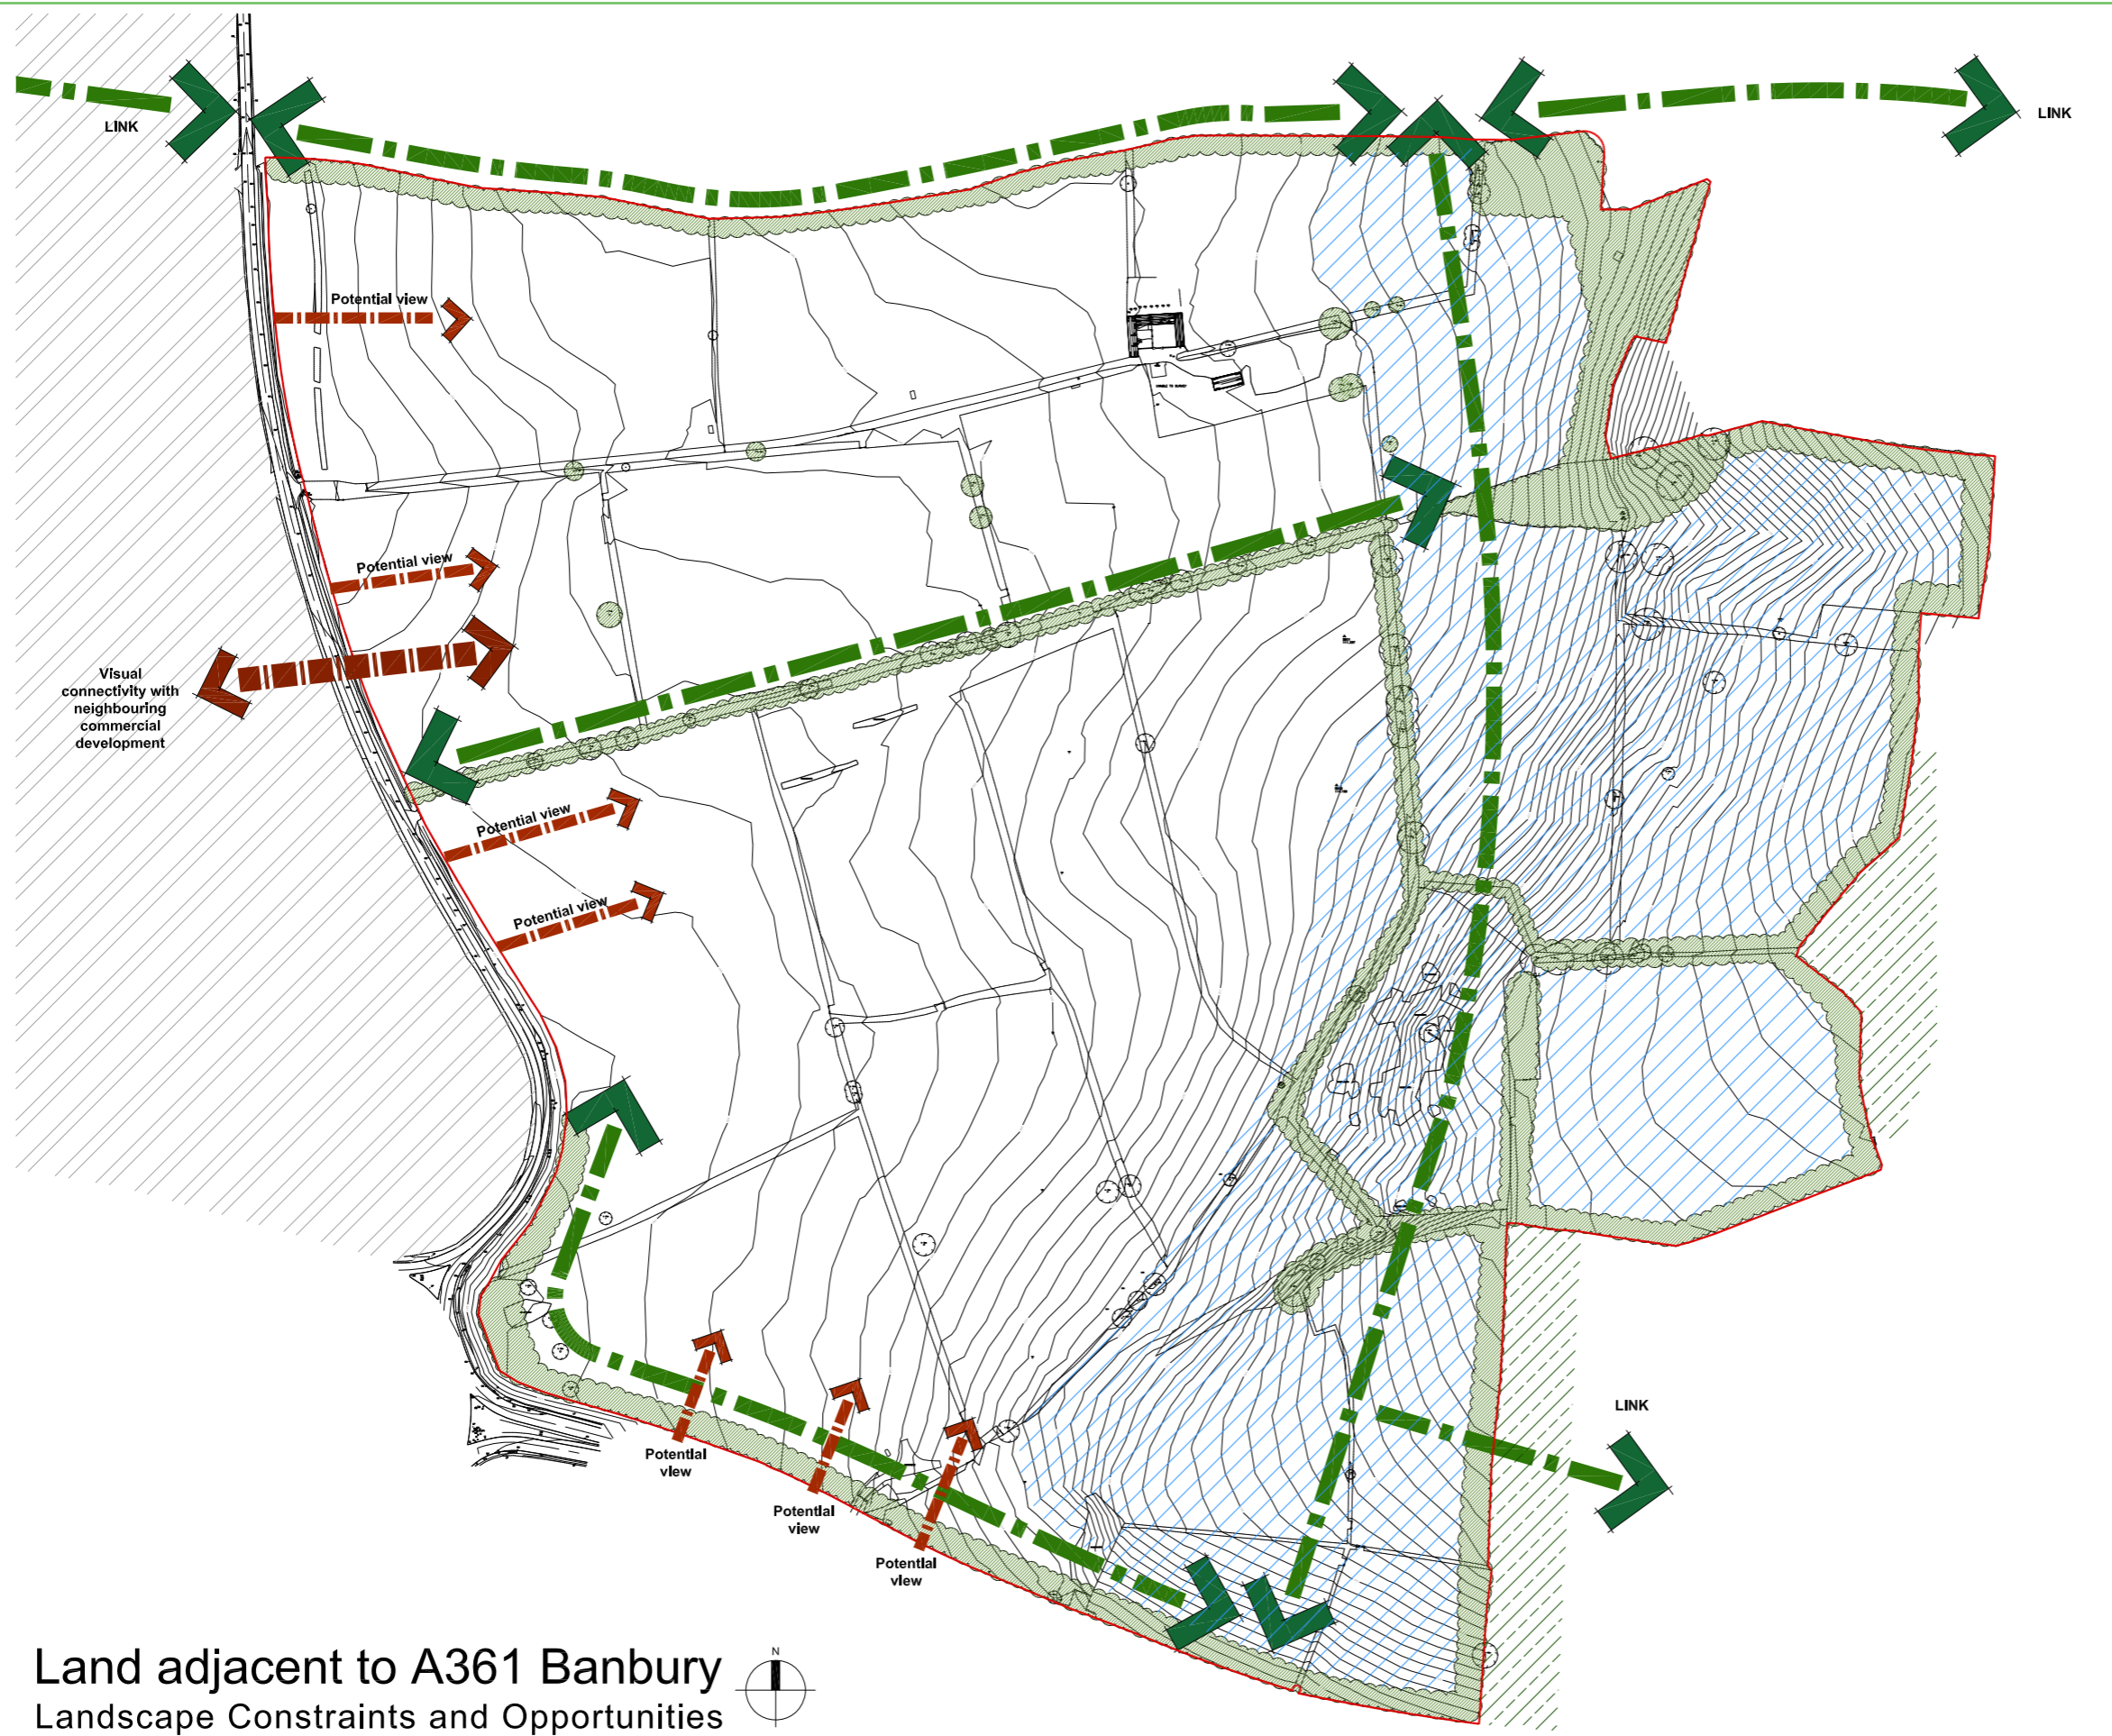 LINK
LINK
Potential view
Potential view
Visual
connectivity with
neighbouring
commercial
development
Potential view
Potential view
LINK
Potential
view
Potential
view
Potential
view
Land adjacent to A361 Banbury
N
Landscape Constraints and Opportunities